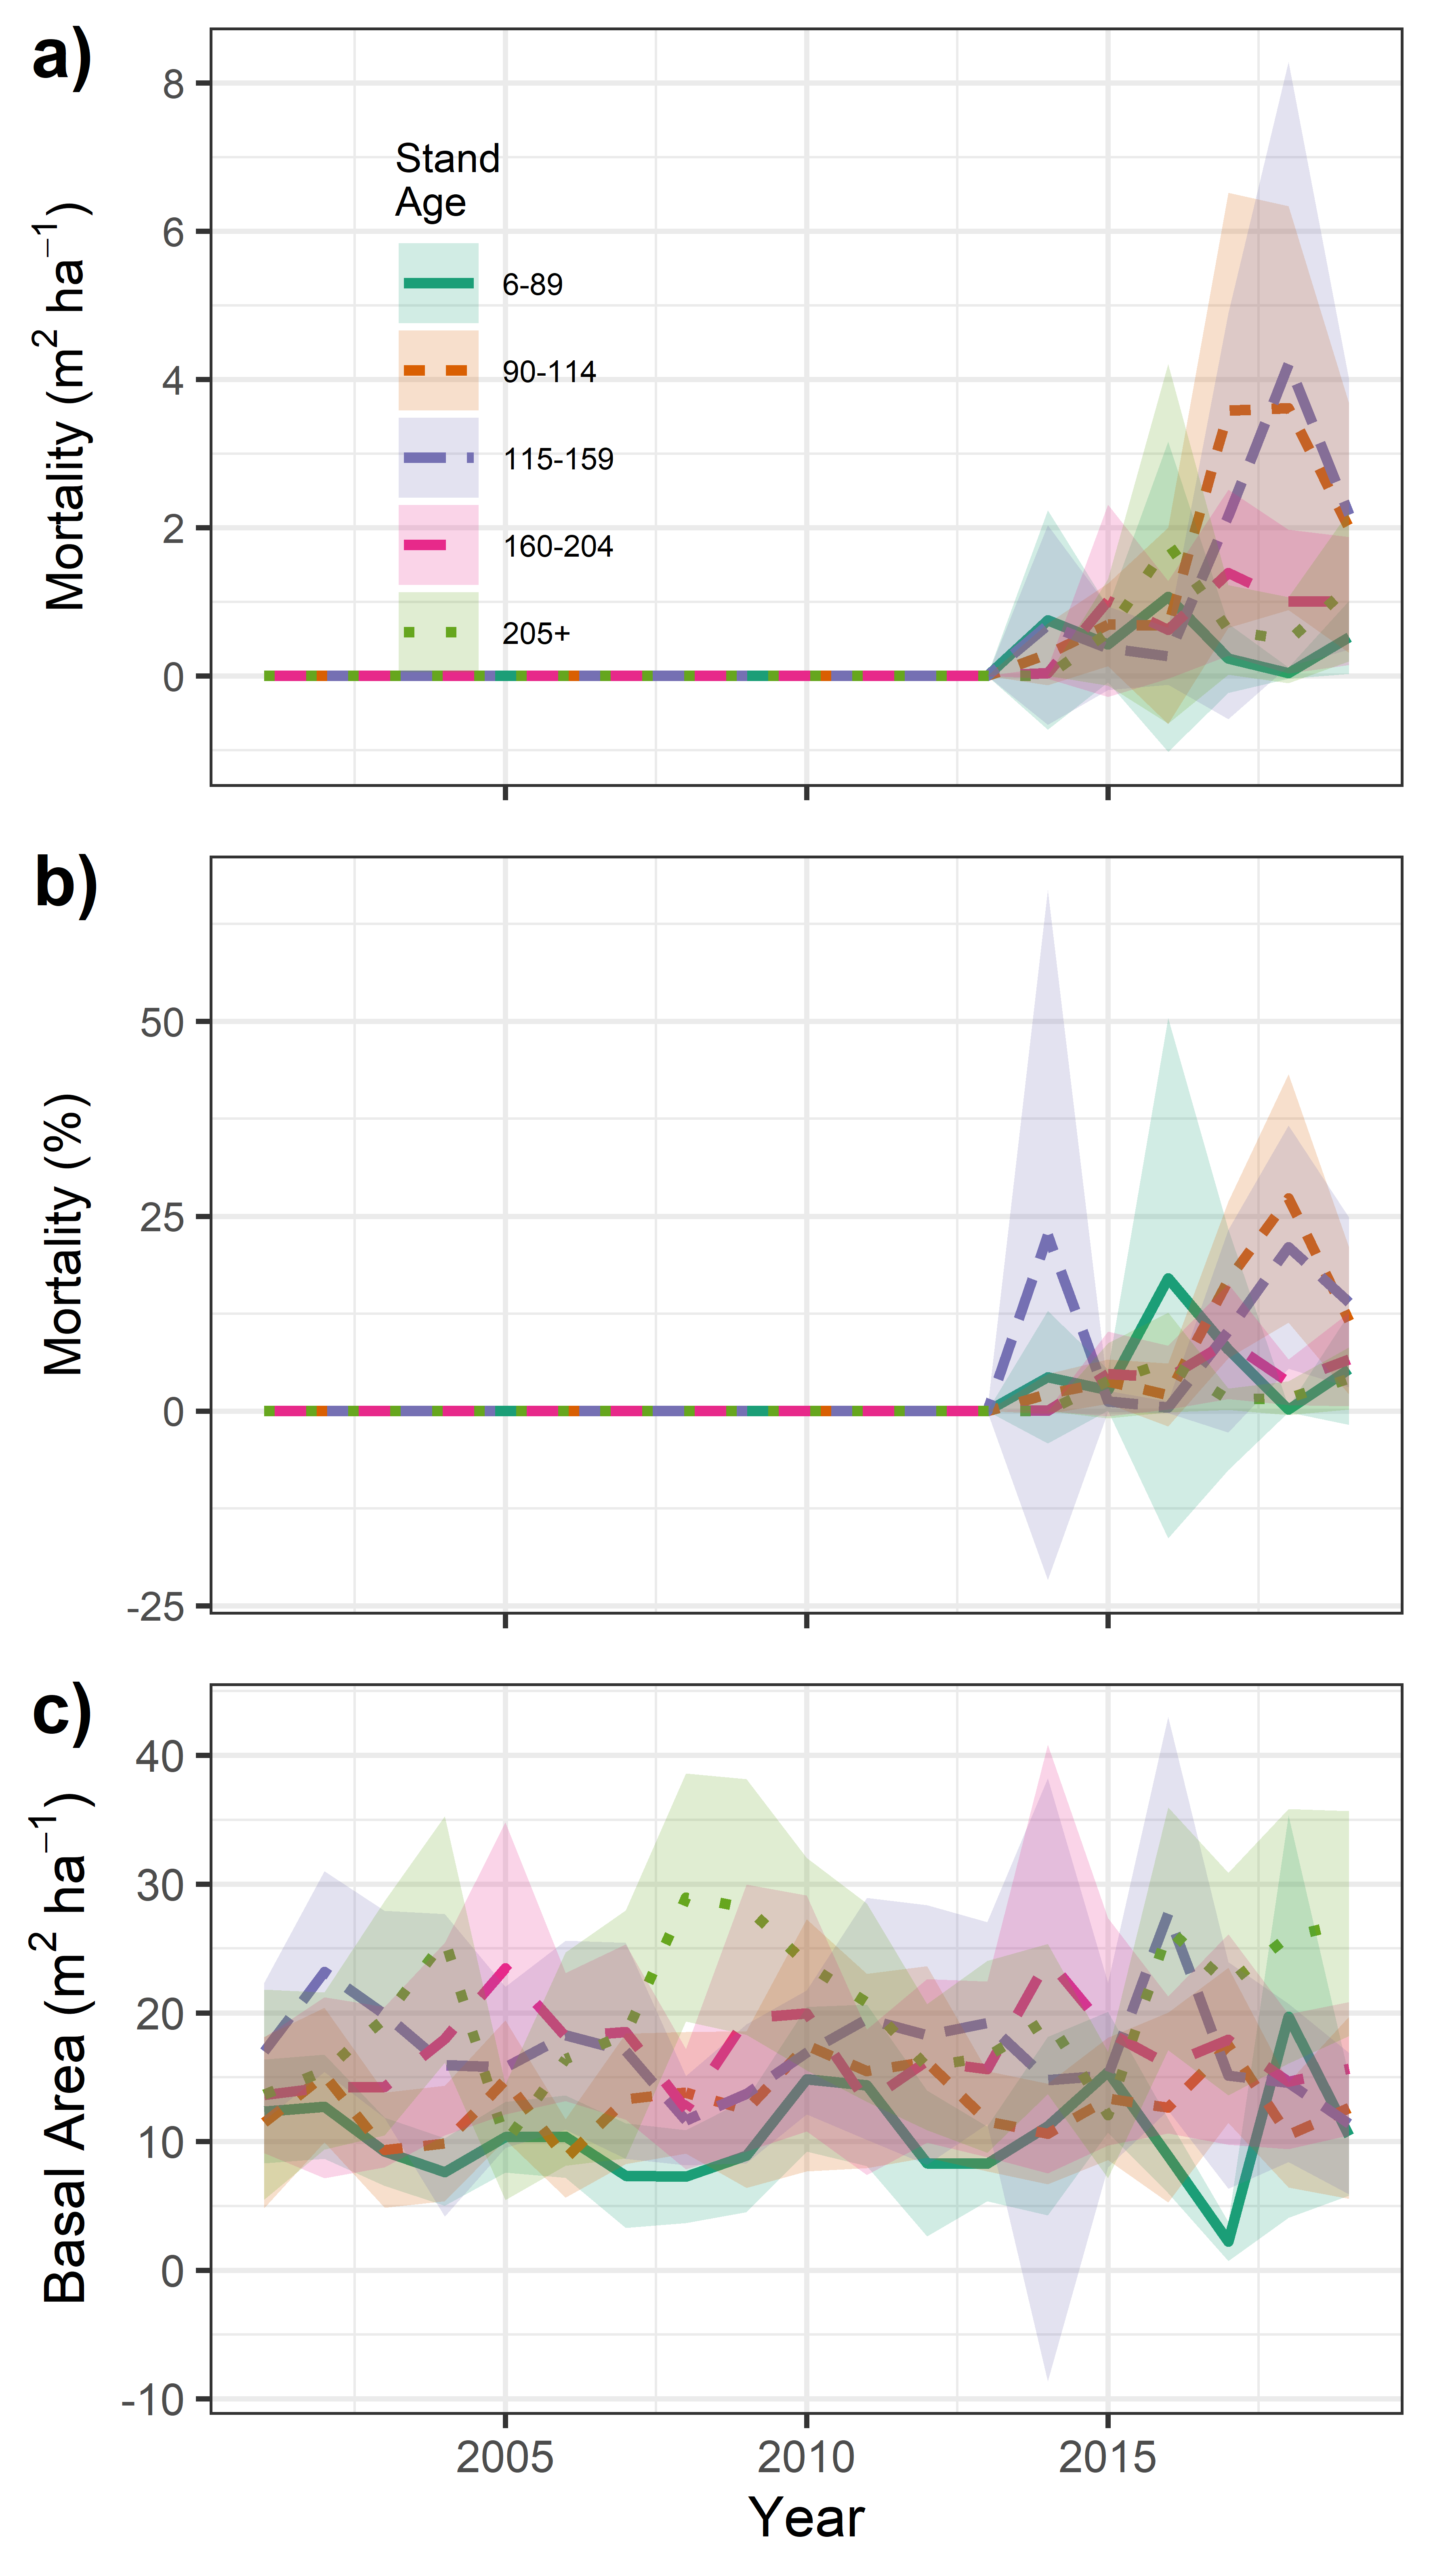 a)
Mortality (m² ha⁻¹)
8
6
4
2
0
Stand
Age
6-89
90-114
115-159
160-204
205+
b)
Mortality (%)
50
25
0
-25
c)
Basal Area (m² ha⁻¹)
40
30
20
10
0
-10
2005 2010 2015
Year